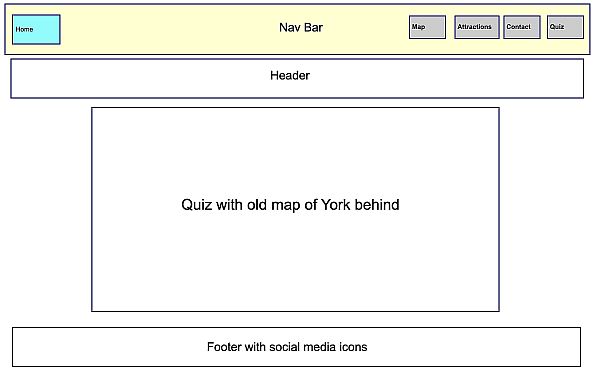 Home
Nav Bar
Map
Attractions
Contact
Quiz
Header
Quiz with old map of York behind
Footer with social media icons